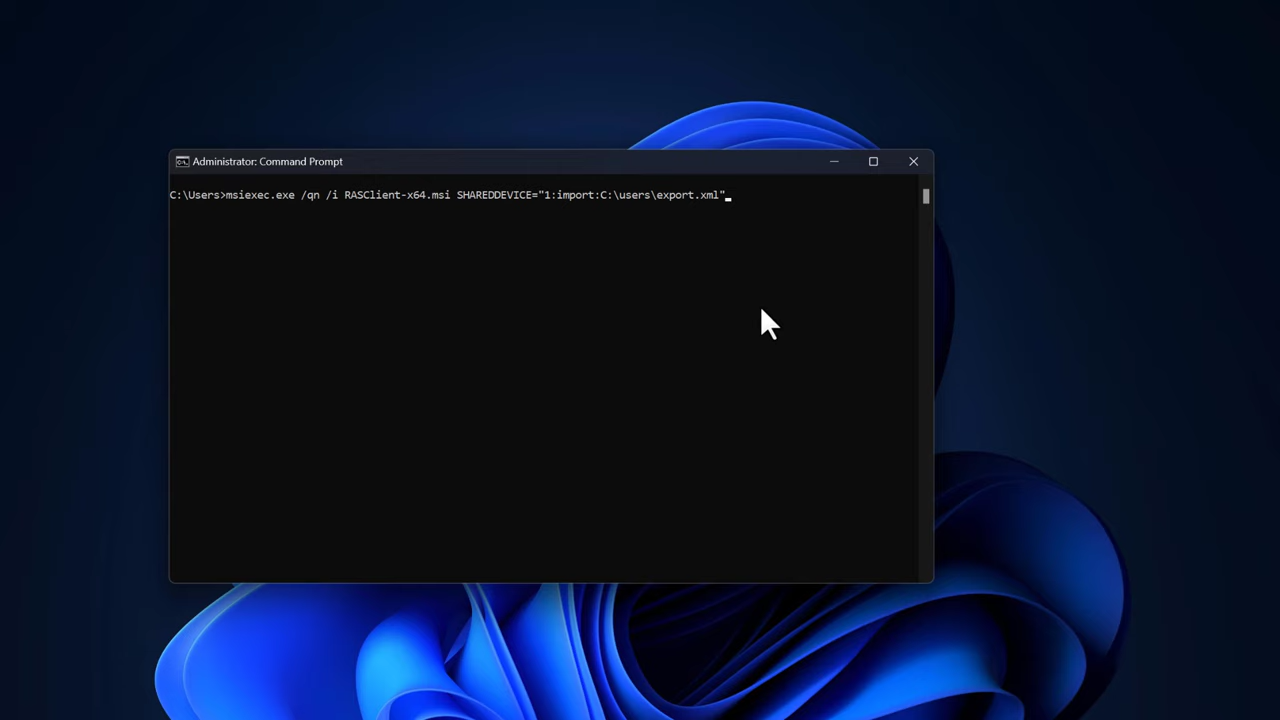 Administrator: Command Prompt
C:\Users>msiexec.exe /qn /i RASClient-x64.msi SHAREDDEVICE="1:import:C:\users\export.xml"